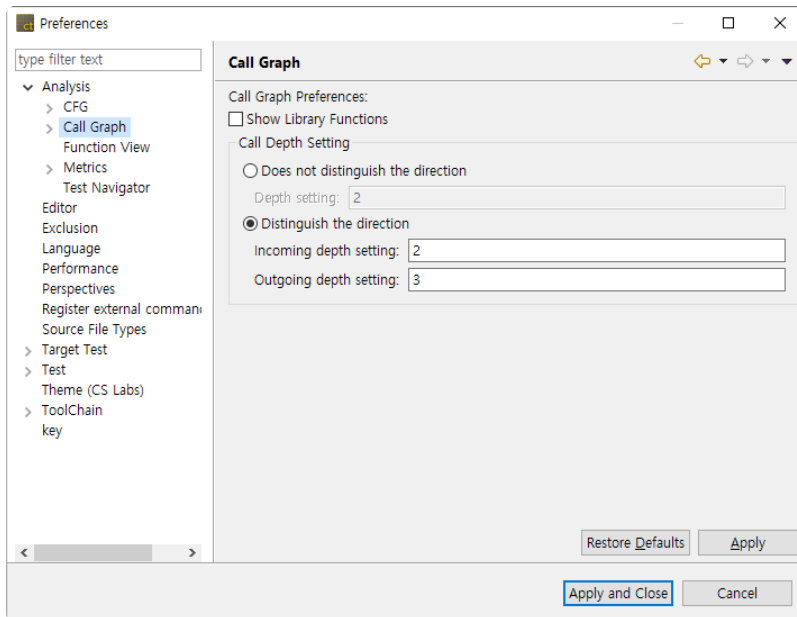 ct Preferences
type filter text
Analysis
CFG
Call Graph
Function View
Metrics
Test Navigator
Editor
Exclusion
Language
Performance
Perspectives
Register external comman
Source File Types
Target Test
Test
Theme (CS Labs)
ToolChain
key
Call Graph
Call Graph Preferences:
Show Library Functions
Call Depth Setting
Does not distinguish the direction
Depth setting: 2
Distinguish the direction
Incoming depth setting: 2
Outgoing depth setting: 3
Restore Defaults Apply
Apply and Close Cancel